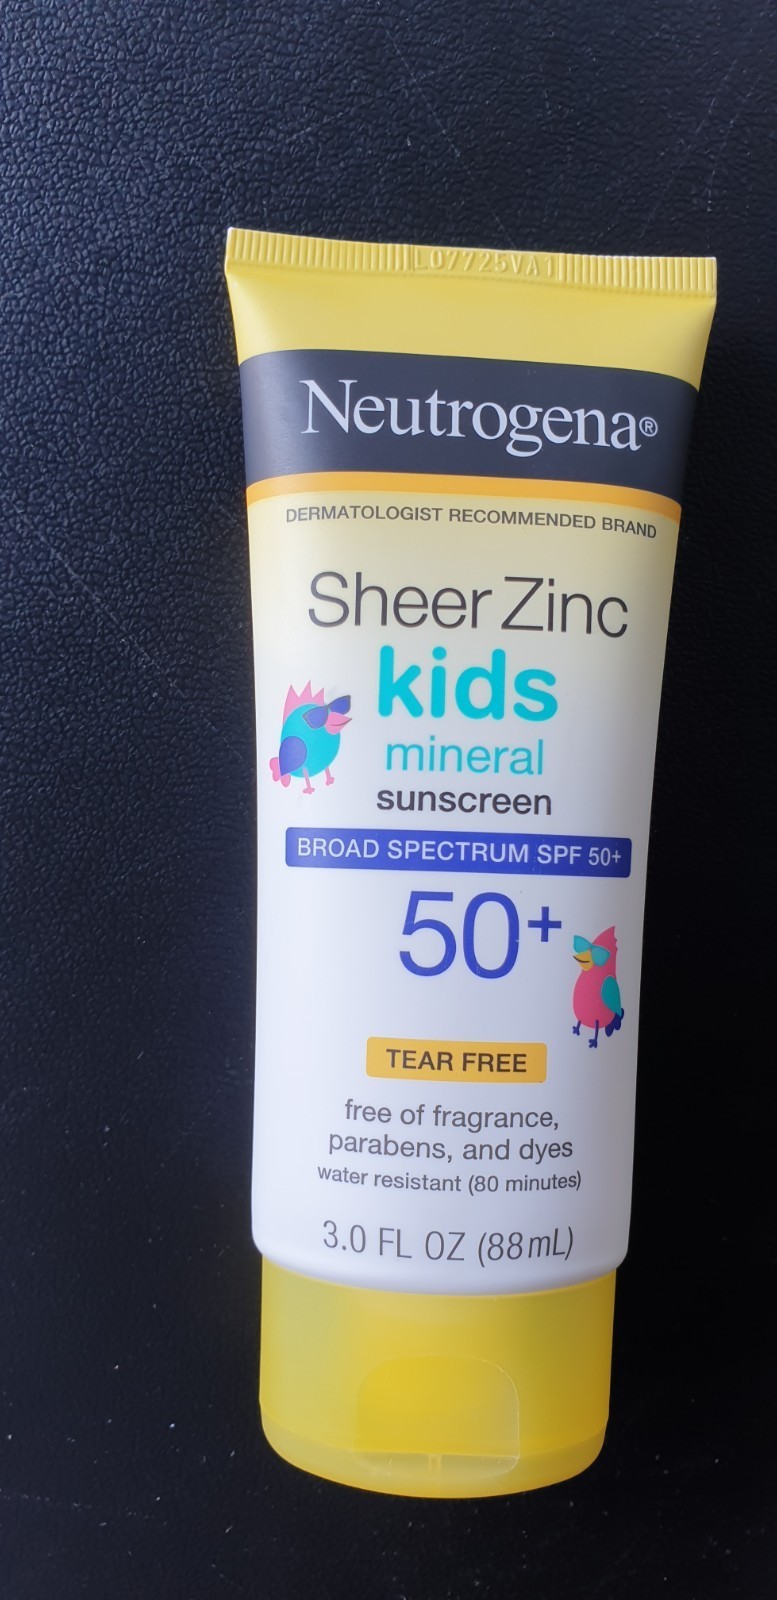 L07725VA1
Neutrogena®
DERMATOLOGIST RECOMMENDED BRAND
Sheer Zinc
kids
mineral
sunscreen
BROAD SPECTRUM SPF 50+
50+
TEAR FREE
free of fragrance,
parabens, and dyes
water resistant (80 minutes)
3.0 FL OZ (88mL)